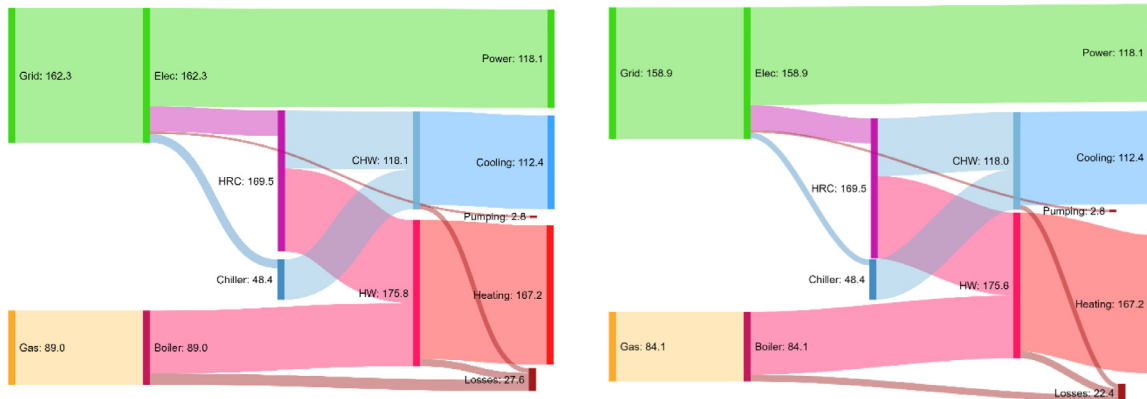 Power: 118.1
Grid: 162.3
Elec: 162.3
CHW: 118.1
Cooling: 112.4
HRC: 169.5
Pumping: 2.8
Chiller: 48.4
HW: 175.8
Heating: 167.2
Gas: 89.0
Boiler: 89.0
Losses: 27.6
Power: 118.1
Grid: 158.9
Elec: 158.9
CHW: 118.0
Cooling: 112.4
HRC: 169.5
Pumping: 2.8
Chiller: 48.4
HW: 175.6
Heating: 167.2
Gas: 84.1
Boiler: 84.1
Losses: 22.4